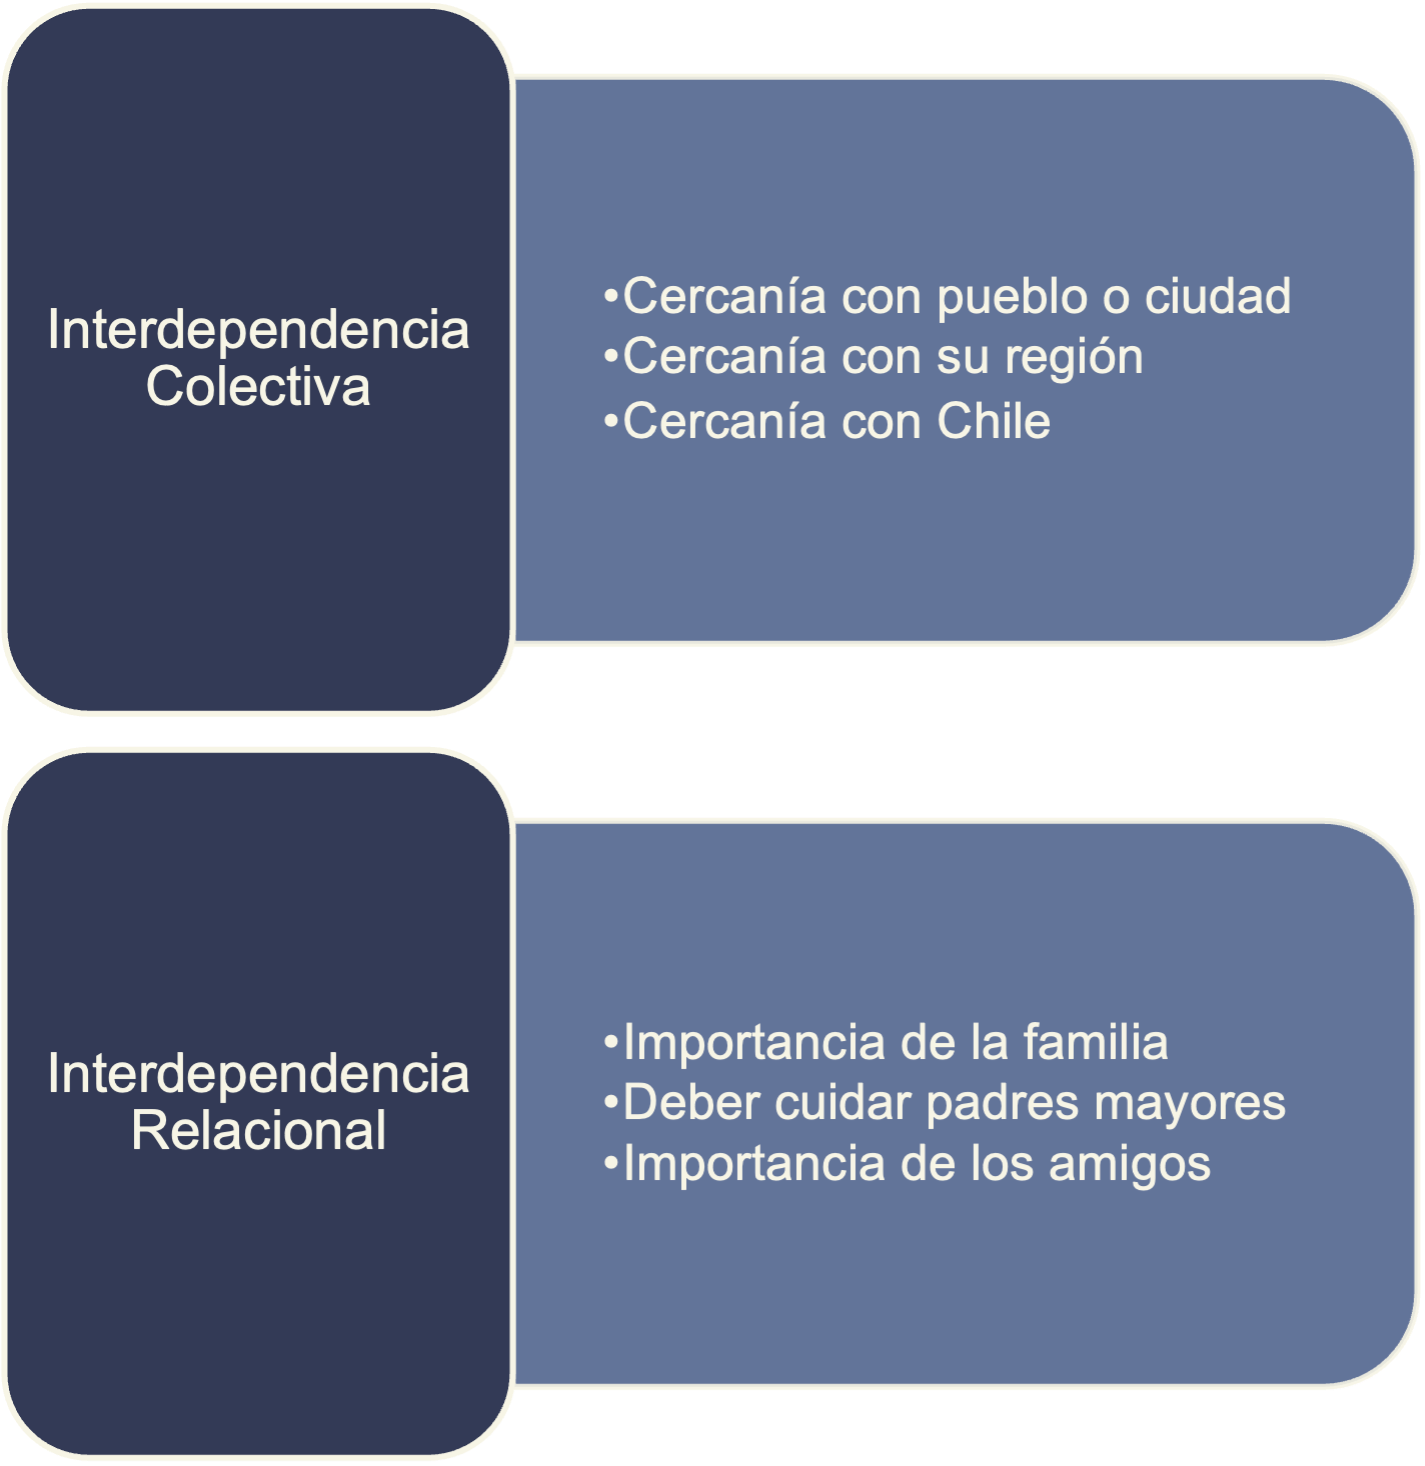 Interdependencia
Colectiva
•Cercanía con pueblo o ciudad
•Cercanía con su región
•Cercanía con Chile
Interdependencia
Relacional
•Importancia de la familia
•Deber cuidar padres mayores
•Importancia de los amigos